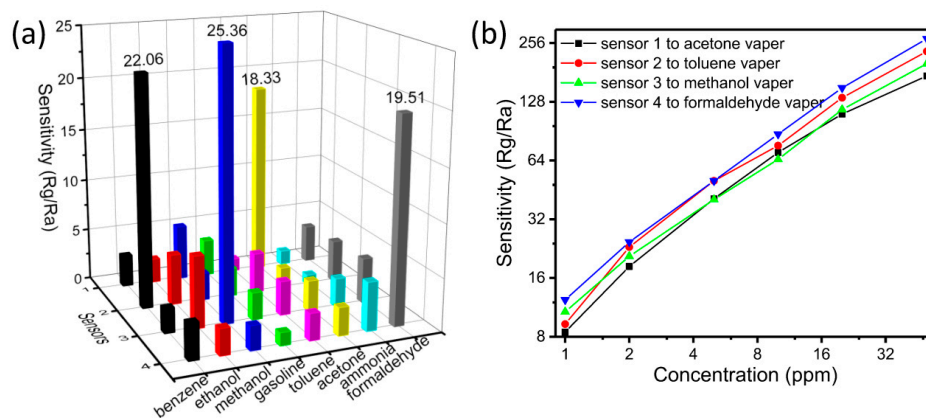 (a)
25
20
15
10
5
0
Sensitivity (Rg/Ra)
22.06
25.36
18.33
19.51
1
2
3
4
Sensors
benzene
ethanol
methanol
gasoline
toluene
acetone
ammonia
formaldehyde
(b)
256
128
64
32
16
8
Sensitivity (Rg/Ra)
sensor 1 to acetone vaper
sensor 2 to toluene vaper
sensor 3 to methanol vaper
sensor 4 to formaldehyde vaper
1 2 4 8 16 32
Concentration (ppm)